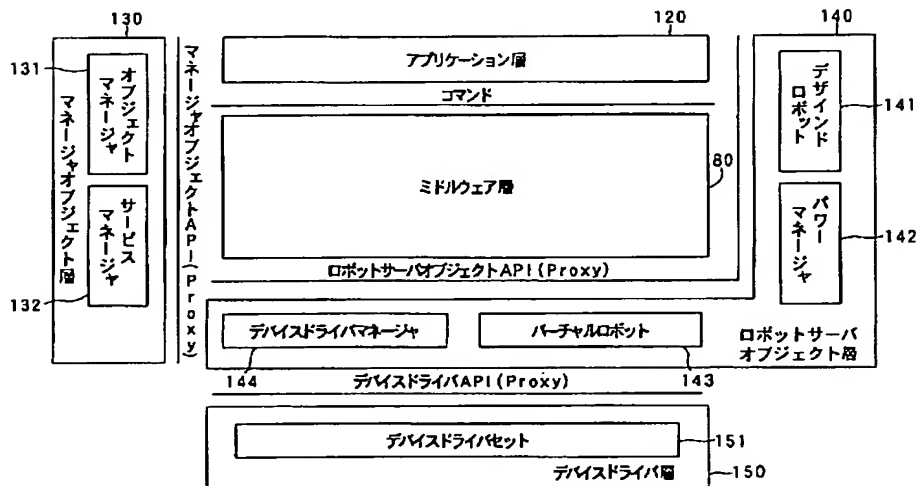 130
131
オブジェクト
マネージャ
サービス
マネージャ
132
マネージャオブジェクト層
マネージャオブジェクトAPI(Proxy)
120
アプリケーション層
コマンド
80
ミドルウェア層
ロボットサーバオブジェクトAPI(Proxy)
140
デザインド
ロボット
141
パワー
マネージャ
142
ロボットサーバ
オブジェクト層
デバイスドライバマネージャ
バーチャルロボット
144
143
デバイスドライバAPI(Proxy)
デバイスドライバセット
151
デバイスドライバ層
150